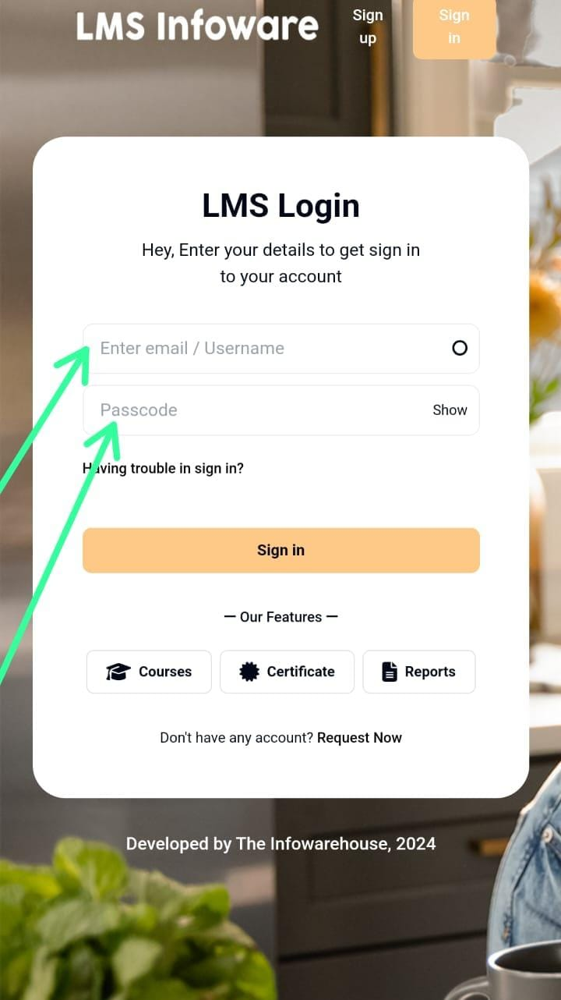 LMS Infoware
Sign
up
Sign
in
LMS Login
Hey, Enter your details to get sign in
to your account
Enter email / Username
Passcode
Show
Having trouble in sign in?
Sign in
— Our Features —
Courses
Certificate
Reports
Don't have any account? Request Now
Developed by The Infowarehouse, 2024